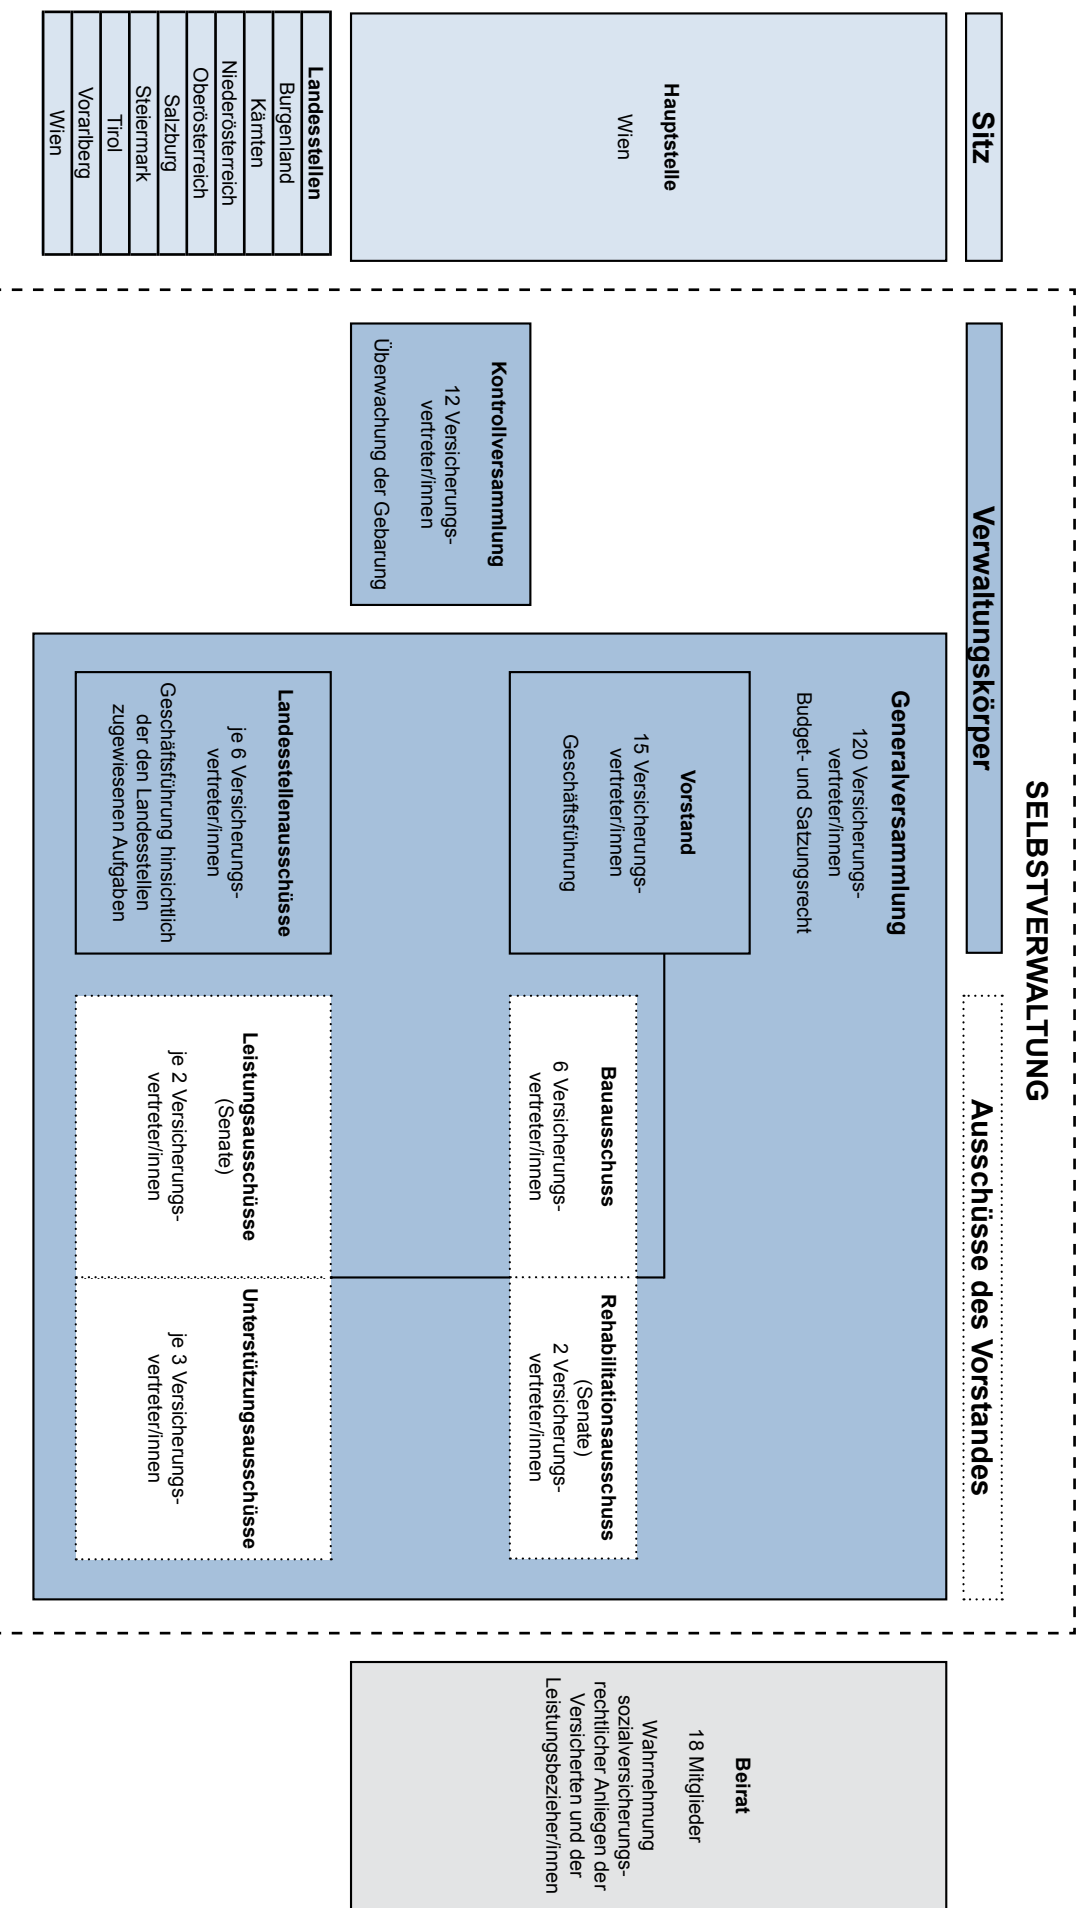 SELBSTVERWALTUNG
Sitz
Verwaltungskörper
Ausschüsse des Vorstandes
Hauptstelle
Wien
Landesstellen
Burgenland
Kärnten
Niederösterreich
Oberösterreich
Salzburg
Steiermark
Tirol
Vorarlberg
Wien
Kontrollversammlung
12 Versicherungs-
vertreter/innen
Überwachung der Gebarung
Generalversammlung
120 Versicherungs-
vertreter/innen
Budget- und Satzungsrecht
Vorstand
15 Versicherungs-
vertreter/innen
Geschäftsführung
Landesstellenausschüsse
je 6 Versicherungs-
vertreter/innen
Geschäftsführung hinsichtlich
der den Landesstellen
zugewiesenen Aufgaben
Bauausschuss
6 Versicherungs-
vertreter/innen
Rehabilitationsausschuss
(Senate)
2 Versicherungs-
vertreter/innen
Leistungsausschüsse
(Senate)
je 2 Versicherungs-
vertreter/innen
Unterstützungsausschüsse
je 3 Versicherungs-
vertreter/innen
Beirat
18 Mitglieder
Wahrnehmung
sozialversicherungs-
rechtlicher Anliegen der
Versicherten und der
Leistungsbezieher/innen